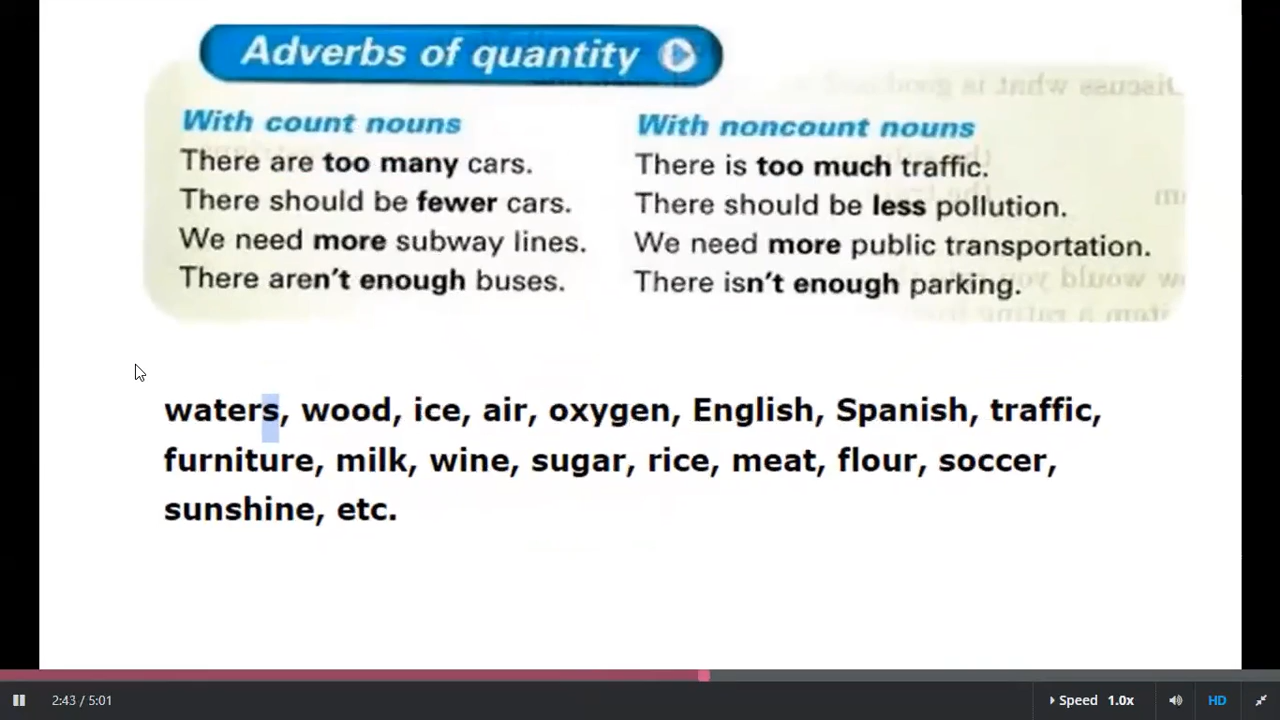 Adverbs of quantity
With count nouns
There are too many cars.
There should be fewer cars.
We need more subway lines.
There aren't enough buses.
With noncount nouns
There is too much traffic.
There should be less pollution.
We need more public transportation.
There isn't enough parking.
waters, wood, ice, air, oxygen, English, Spanish, traffic,
furniture, milk, wine, sugar, rice, meat, flour, soccer,
sunshine, etc.
2:43 / 5:01
Speed 1.0x
HD